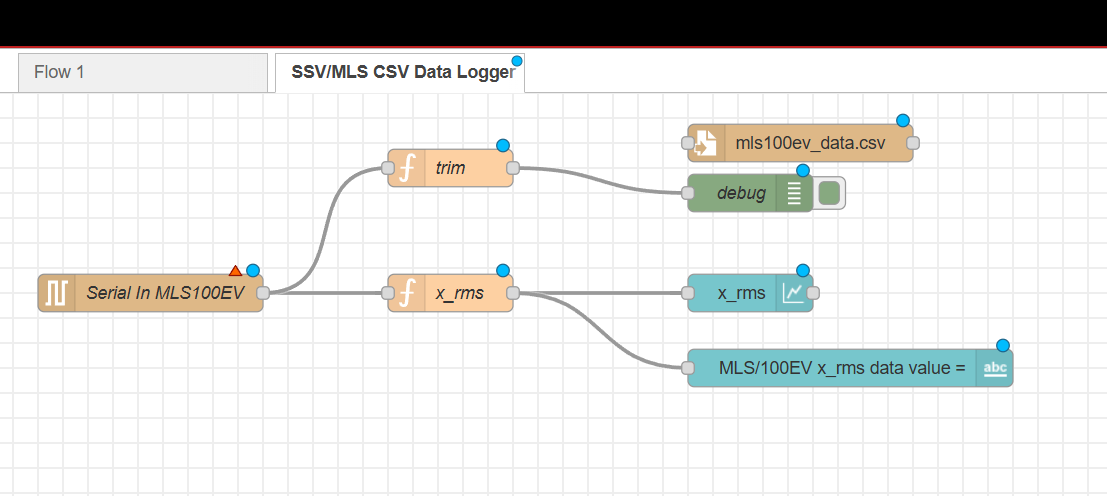 Flow 1
SSV/MLS CSV Data Logger
mls100ev_data.csv
trim
debug
Serial In MLS100EV
x_rms
x_rms
MLS/100EV x_rms data value =
abc